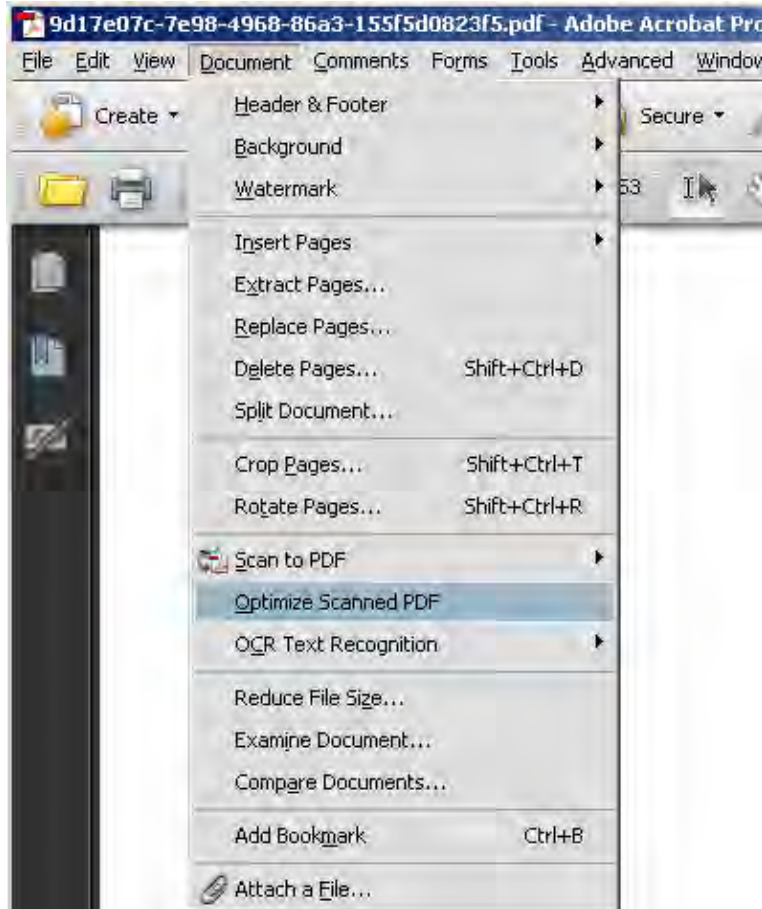 9d17e07c-7e98-4968-86a3-155f5d0823f5.pdf - Adobe Acrobat Pro
File Edit View Document Comments Forms Tools Advanced Window
Create Secure
53
Header & Footer
Background
Watermark
Insert Pages
Extract Pages...
Replace Pages...
Delete Pages... Shift+Ctrl+D
Split Document...
Crop Pages... Shift+Ctrl+T
Rotate Pages... Shift+Ctrl+R
Scan to PDF
Optimize Scanned PDF
OCR Text Recognition
Reduce File Size...
Examine Document...
Compare Documents...
Add Bookmark Ctrl+B
Attach a File...